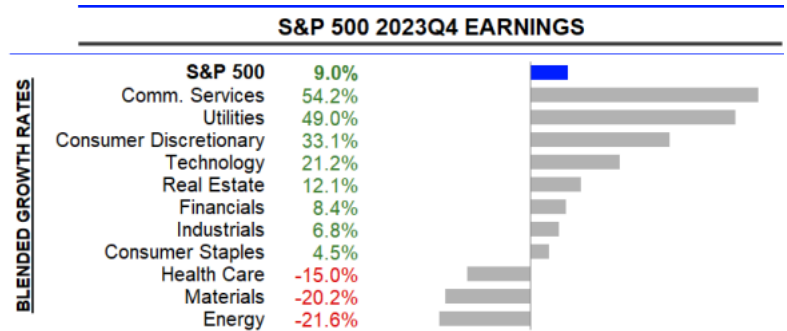 S&P 500 2023Q4 EARNINGS
BLENDED GROWTH RATES
S&P 500 9.0%
Comm. Services 54.2%
Utilities 49.0%
Consumer Discretionary 33.1%
Technology 21.2%
Real Estate 12.1%
Financials 8.4%
Industrials 6.8%
Consumer Staples 4.5%
Health Care -15.0%
Materials -20.2%
Energy -21.6%